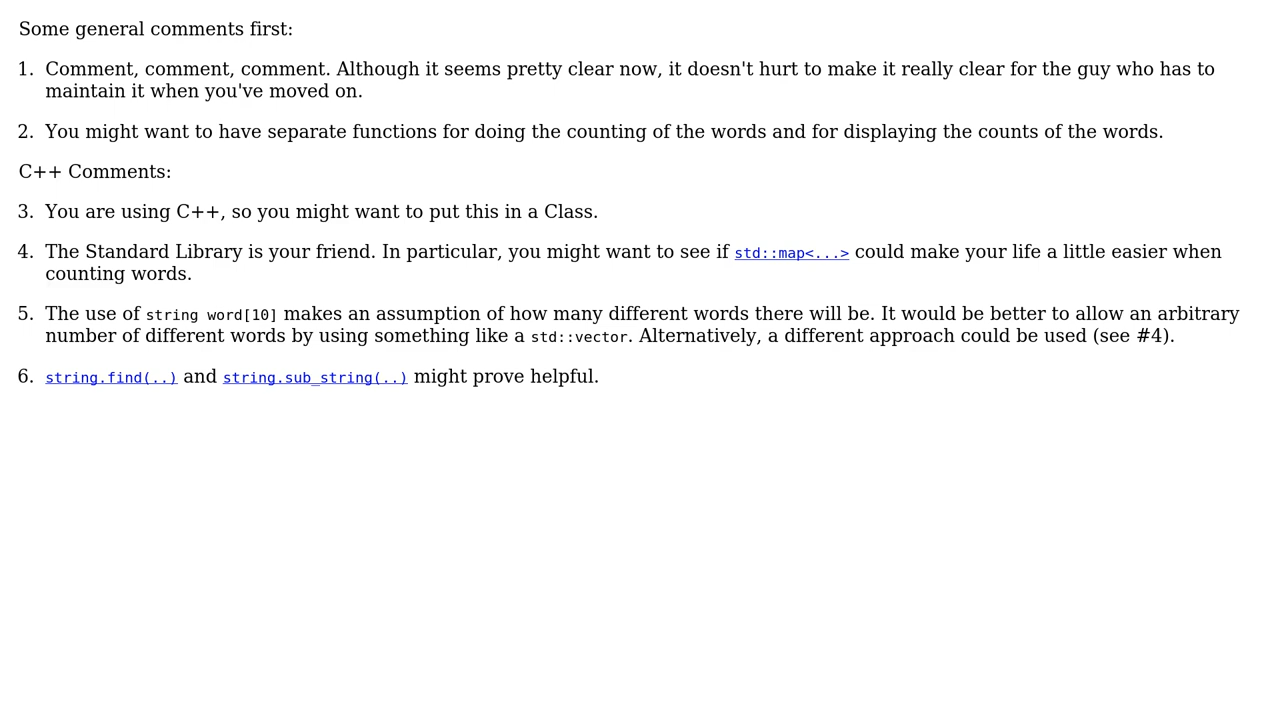 Some general comments first:
1. Comment, comment, comment. Although it seems pretty clear now, it doesn't hurt to make it really clear for the guy who has to
maintain it when you've moved on.
2. You might want to have separate functions for doing the counting of the words and for displaying the counts of the words.
C++ Comments:
3. You are using C++, so you might want to put this in a Class.
4. The Standard Library is your friend. In particular, you might want to see if std::map<...> could make your life a little easier when
counting words.
5. The use of string word[10] makes an assumption of how many different words there will be. It would be better to allow an arbitrary
number of different words by using something like a std::vector. Alternatively, a different approach could be used (see #4).
6. string.find(..) and string.sub_string(..) might prove helpful.